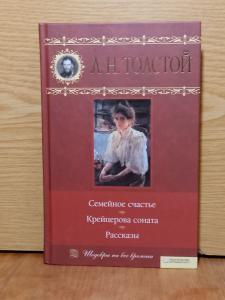 Л. Н. ТОЛСТОЙ
Семейное счастье
Крейцерова соната
Рассказы
Шедевры на все времена